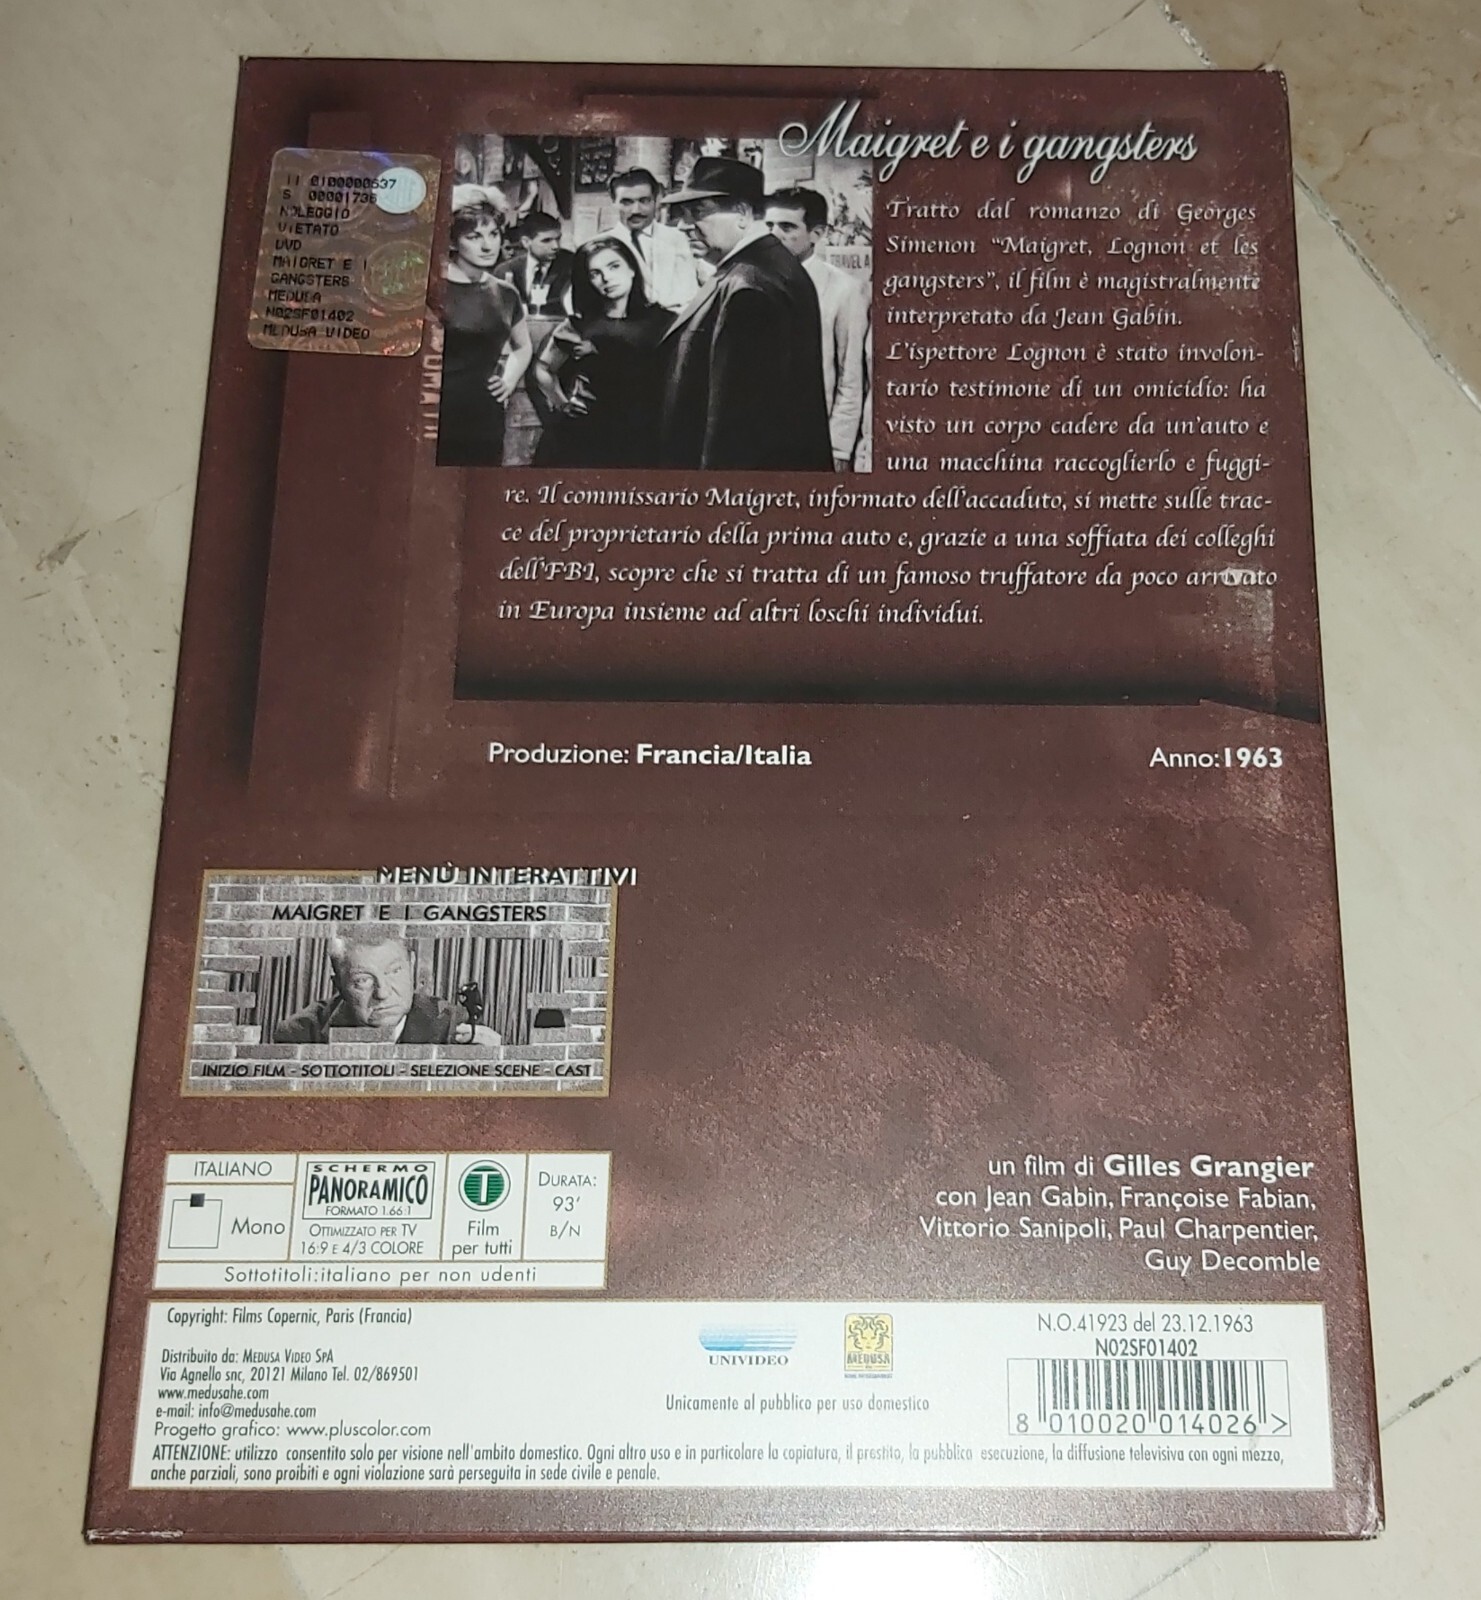 Maigret e i gangsters
II 0100000637
S 00001736
NOLEGGIO
VIETATO
DVD
MAIGRET E I
GANGSTERS
MEDUSA
N02SF01402
MEDUSA VIDEO
TRAVEL A
Tratto dal romanzo di Georges
Simenon “Maigret, Lognon et les
gangsters”, il film è magistralmente
interpretato da Jean Gabin.
L'ispettore Lognon è stato involon-
tario testimone di un omicidio: ha
visto un corpo cadere da un'auto e
una macchina raccoglierlo e fuggi-
re. Il commissario Maigret, informato dell'accaduto, si mette sulle trac-
ce del proprietario della prima auto e, grazie a una soffiata dei colleghi
dell'FBI, scopre che si tratta di un famoso truffatore da poco arrivato
in Europa insieme ad altri loschi individui.
Produzione: Francia/Italia
Anno:1963
MENÙ INTERATTIVI
MAIGRET E I GANGSTERS
INIZIO FILM - SOTTOTITOLI - SELEZIONE SCENE - CAST
ITALIANO
Mono
SCHERMO
PANORAMICO
FORMATO 1.66:1
OTTIMIZZATO PER TV
16:9 E 4/3 COLORE
T
Film
per tutti
DURATA:
93'
B/N
Sottotitoli:italiano per non udenti
un film di Gilles Grangier
con Jean Gabin, Françoise Fabian,
Vittorio Sanipoli, Paul Charpentier,
Guy Decomble
Copyright: Films Copernic, Paris (Francia)
Distribuito da: MEDUSA VIDEO SPA
Via Agnello snc, 20121 Milano Tel. 02/869501
www.medusahe.com
e-mail: info@medusahe.com
Progetto grafico: www.pluscolor.com
UNIVIDEO
MEDUSA
Unicamente al pubblico per uso domestico
N.O.41923 del 23.12.1963
N02SF01402
8 010020 014026 >
ATTENZIONE: utilizzo consentito solo per visione nell'ambito domestico. Ogni altro uso e in particolare la copiatura, il prestito, la pubblica esecuzione, la diffusione televisiva con ogni mezzo,
anche parziali, sono proibiti e ogni violazione sarà perseguita in sede civile e penale.